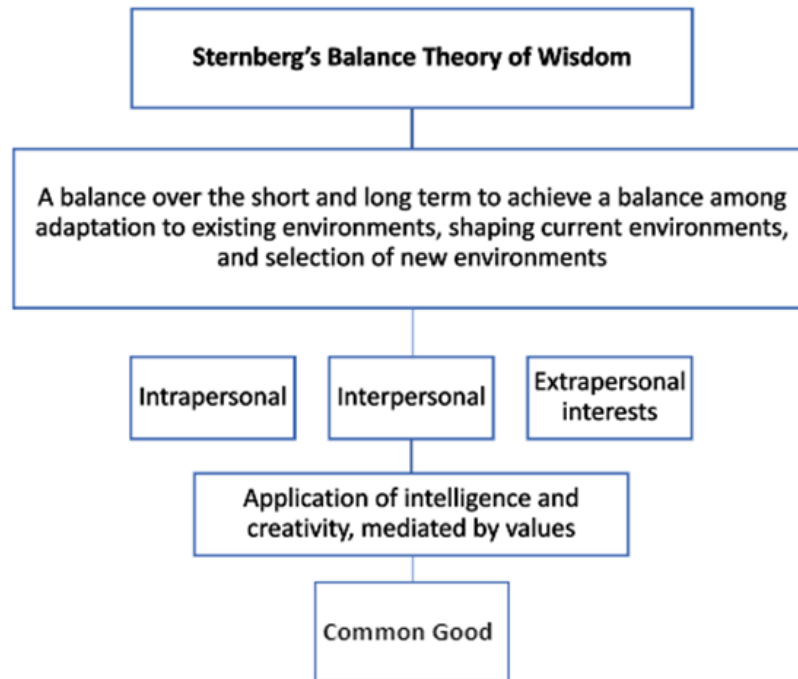 Sternberg’s Balance Theory of Wisdom
A balance over the short and long term to achieve a balance among
adaptation to existing environments, shaping current environments,
and selection of new environments
Intrapersonal
Interpersonal
Extrapersonal
interests
Application of intelligence and
creativity, mediated by values
Common Good